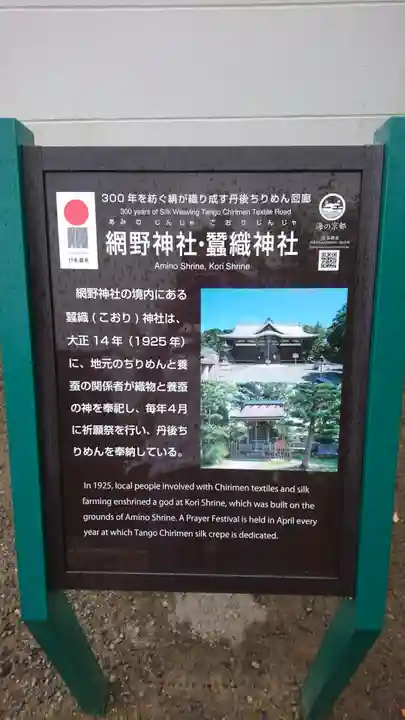 300年を紡ぐ絹が織り成す丹後ちりめん回廊
300 years of Silk Weaving Tango Chirimen Textile Road
あみのじんじゃ こおりじんじゃ
網野神社・蠶織神社
Amino Shrine, Kori Shrine
日本遺産
海の京都
網野神社の境内にある
蠶織(こおり)神社は、
大正14年(1925年)
に、地元のちりめんと養
蚕の関係者が織物と養蚕
の神を奉祀し、毎年4月
に祈願祭を行い、丹後ち
りめんを奉納している。
In 1925, local people involved with Chirimen textiles and silk
farming enshrined a god at Kori Shrine, which was built on the
grounds of Amino Shrine. A Prayer Festival is held in April every
year at which Tango Chirimen silk crepe is dedicated.